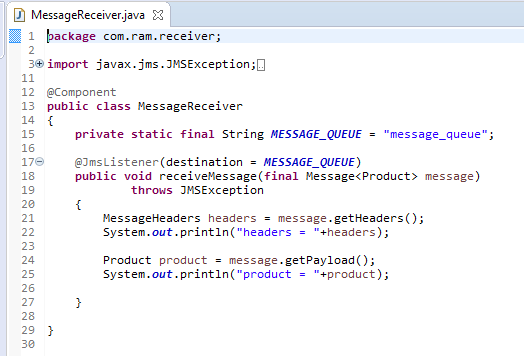 MessageReceiver.java
1 package com.ram.receiver;
2
3 import javax.jms.JMSException;
11
12 @Component
13 public class MessageReceiver
14 {
15 private static final String MESSAGE_QUEUE = "message_queue";
16
17 @JmsListener(destination = MESSAGE_QUEUE)
18 public void receiveMessage(final Message<Product> message)
19 throws JMSException
20 {
21 MessageHeaders headers = message.getHeaders();
22 System.out.println("headers = "+headers);
23
24 Product product = message.getPayload();
25 System.out.println("product = "+product);
26
27 }
28
29 }
30